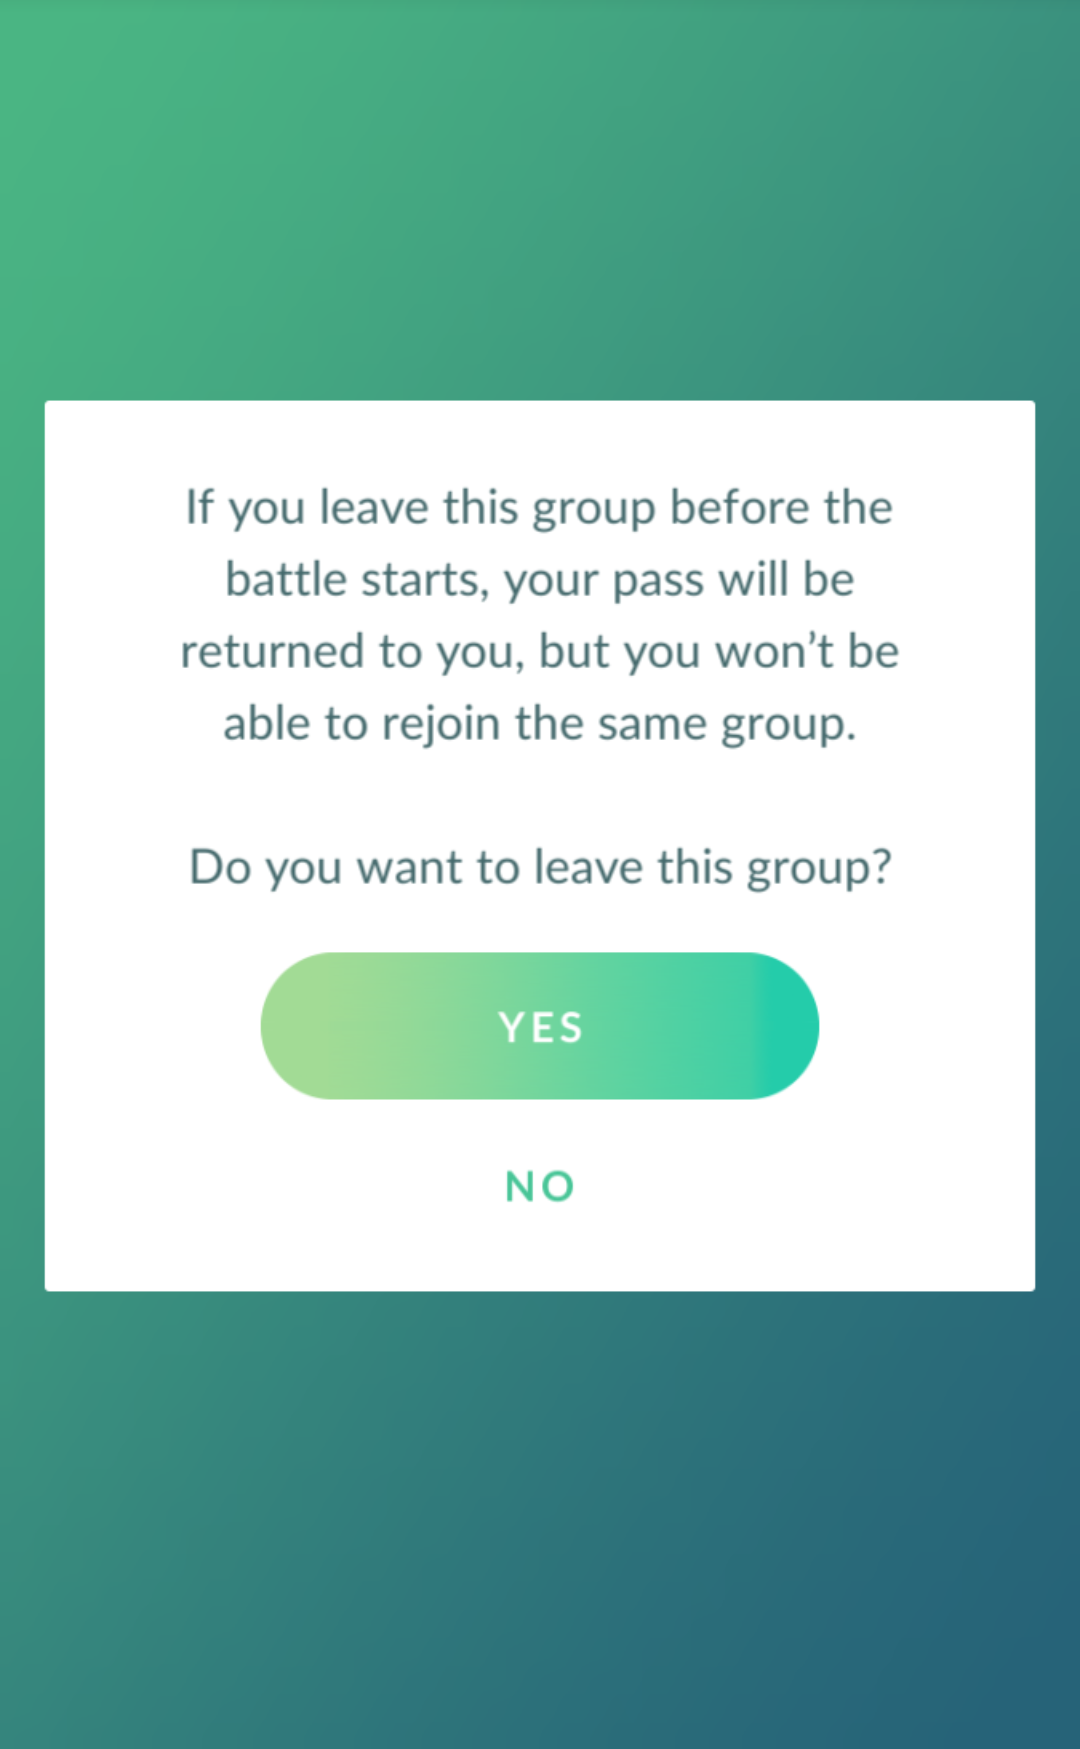 If you leave this group before the
battle starts, your pass will be
returned to you, but you won’t be
able to rejoin the same group.
Do you want to leave this group?
YES
NO